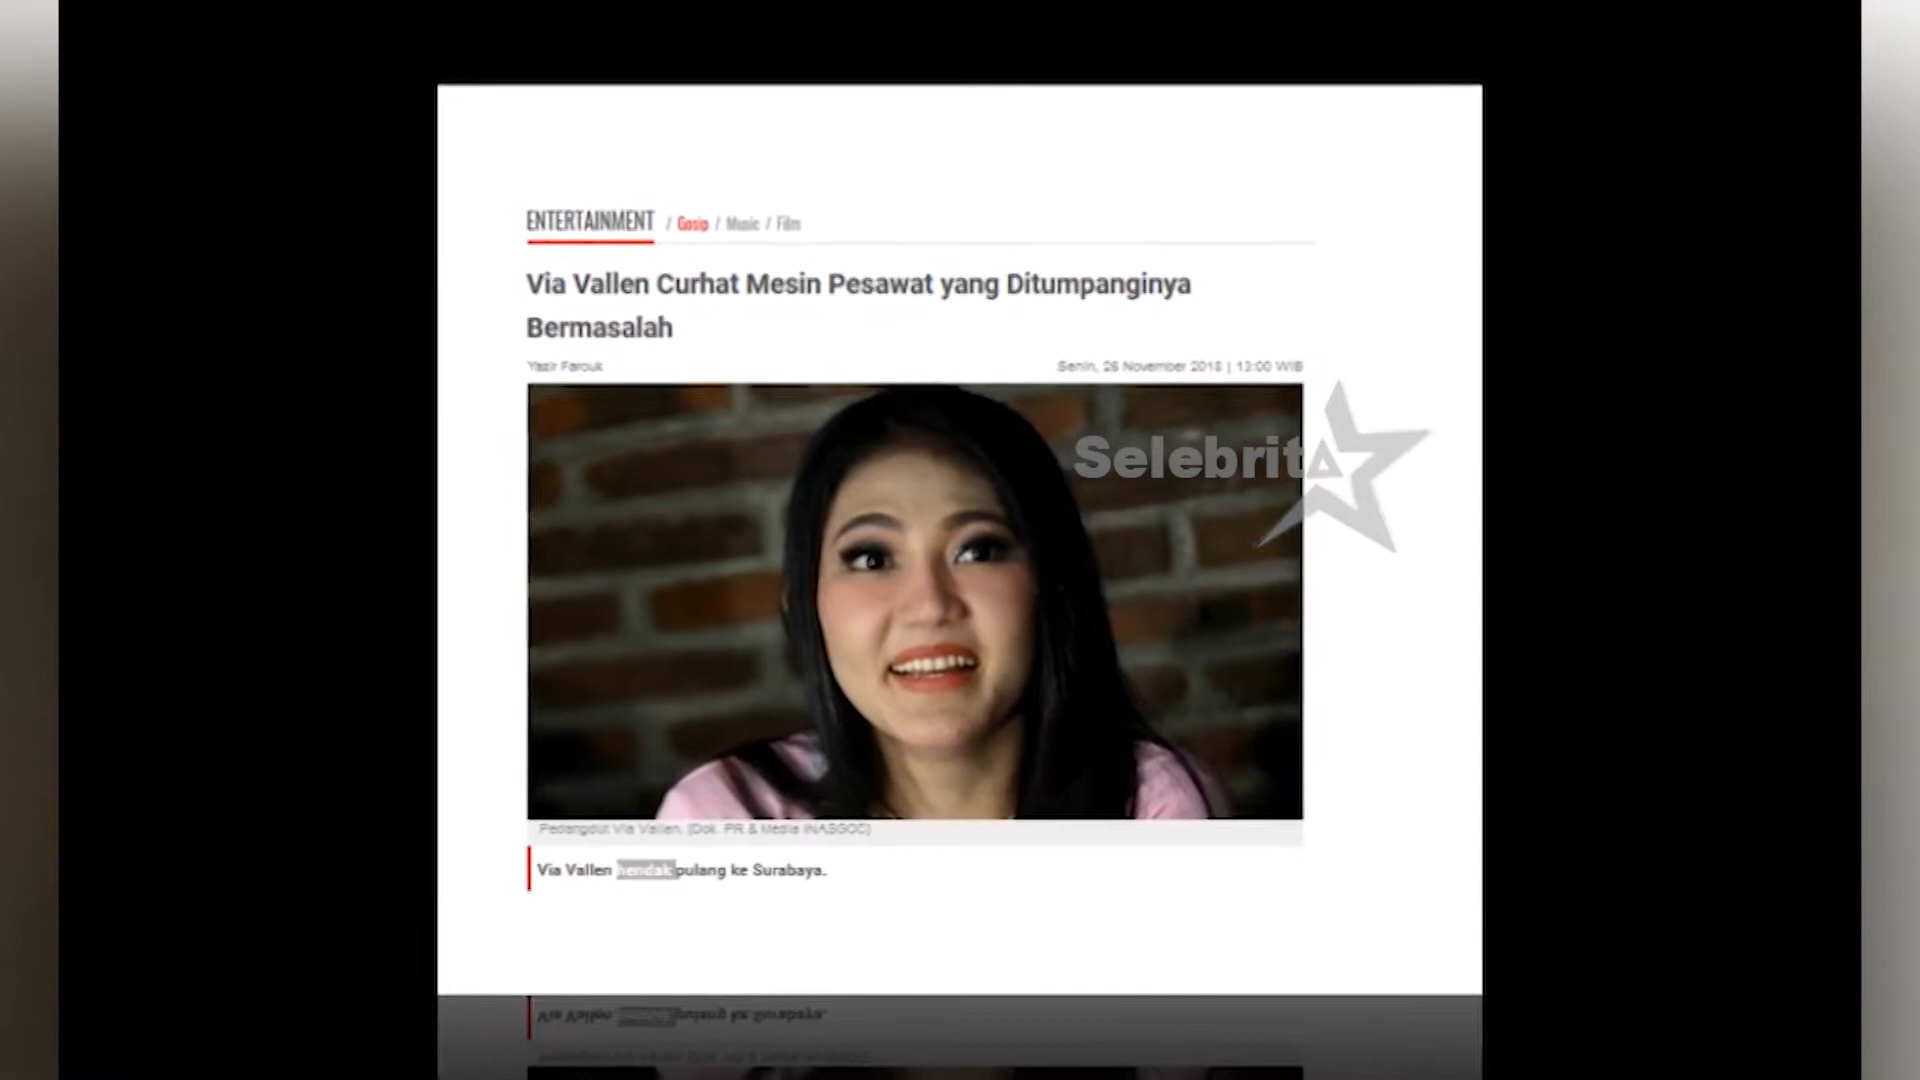 ENTERTAINMENT / Gosip / Music / Film
Via Vallen Curhat Mesin Pesawat yang Ditumpanginya
Bermasalah
Yazir Farouk
Senin, 26 November 2018 | 13:00 WIB
Selebrita
Pedangdut Via Vallen. (Dok. PR & Media INASGOC)
Via Vallen hendak pulang ke Surabaya.